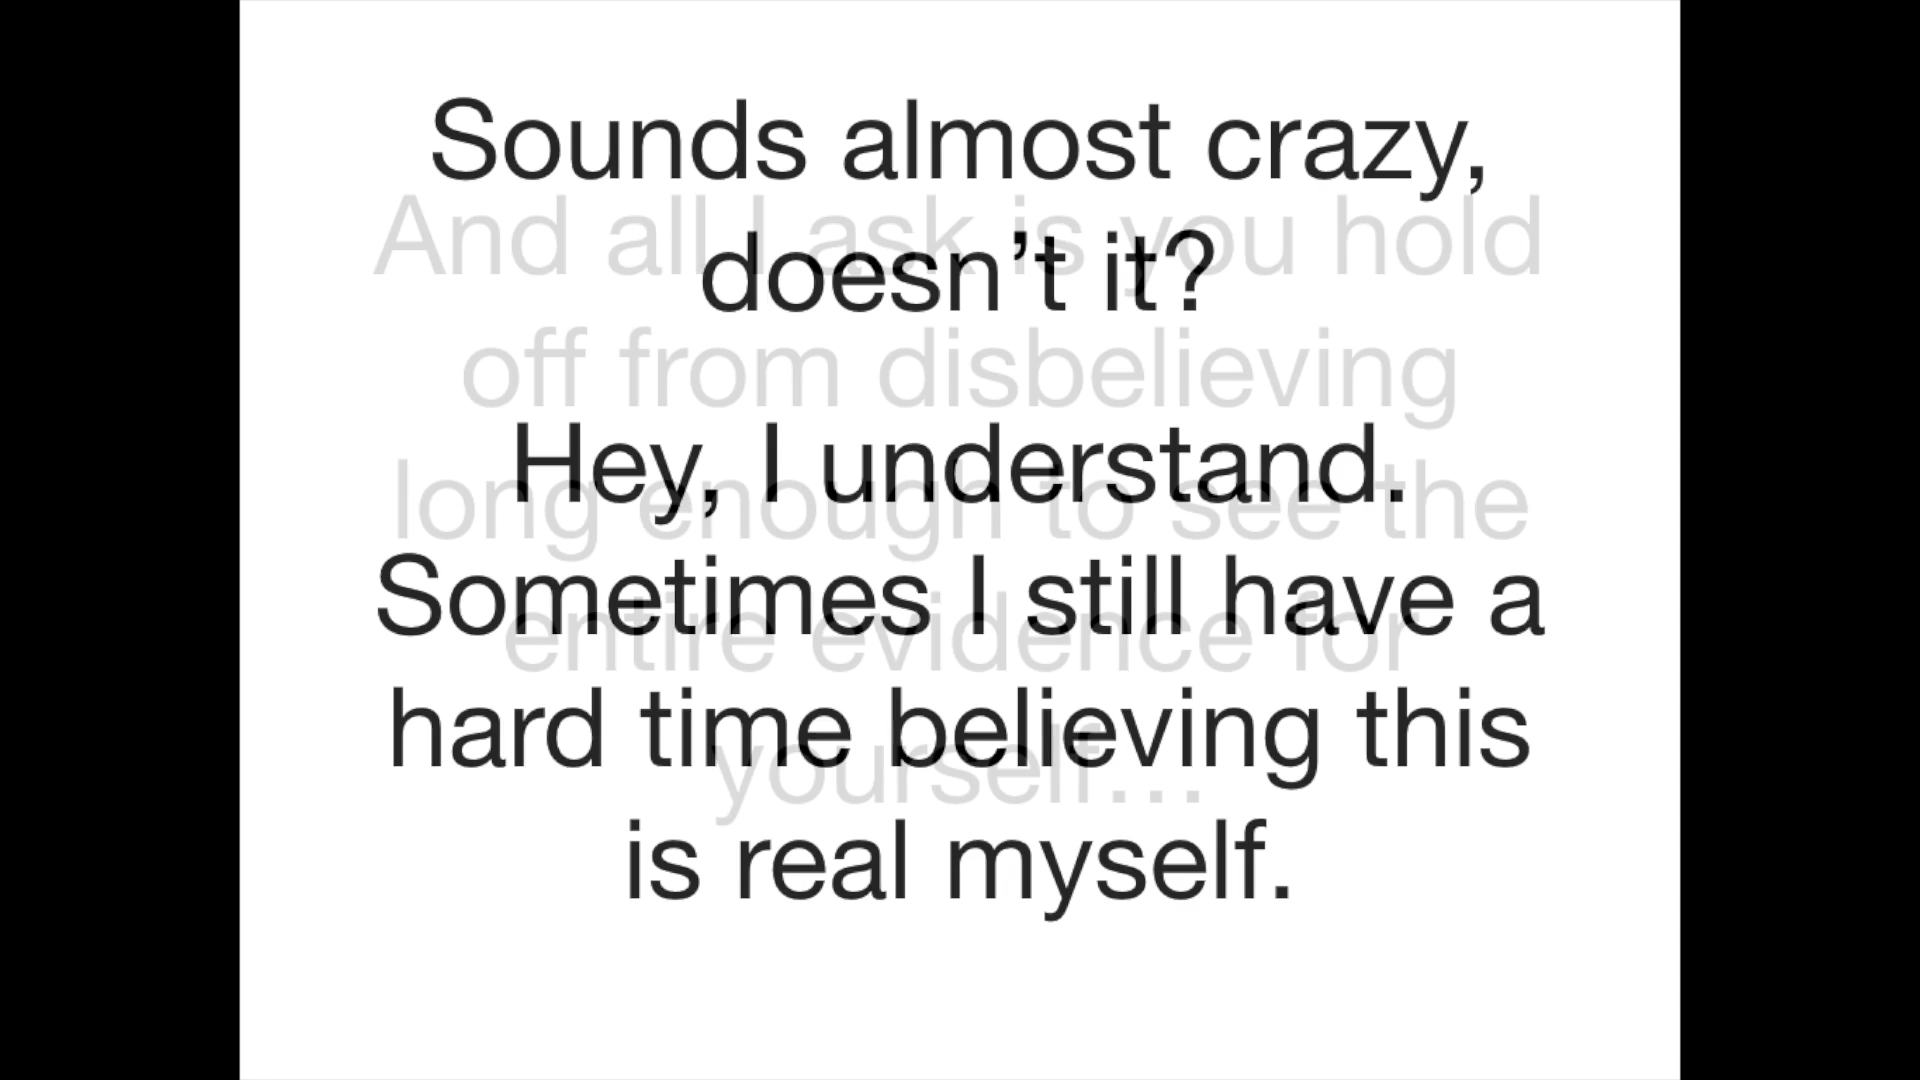 Sounds almost crazy,
doesn’t it?
Hey, I understand.
Sometimes I still have a
hard time believing this
is real myself.
And all I ask is you hold
off from disbelieving
long enough to see the
entire evidence for
yourself...